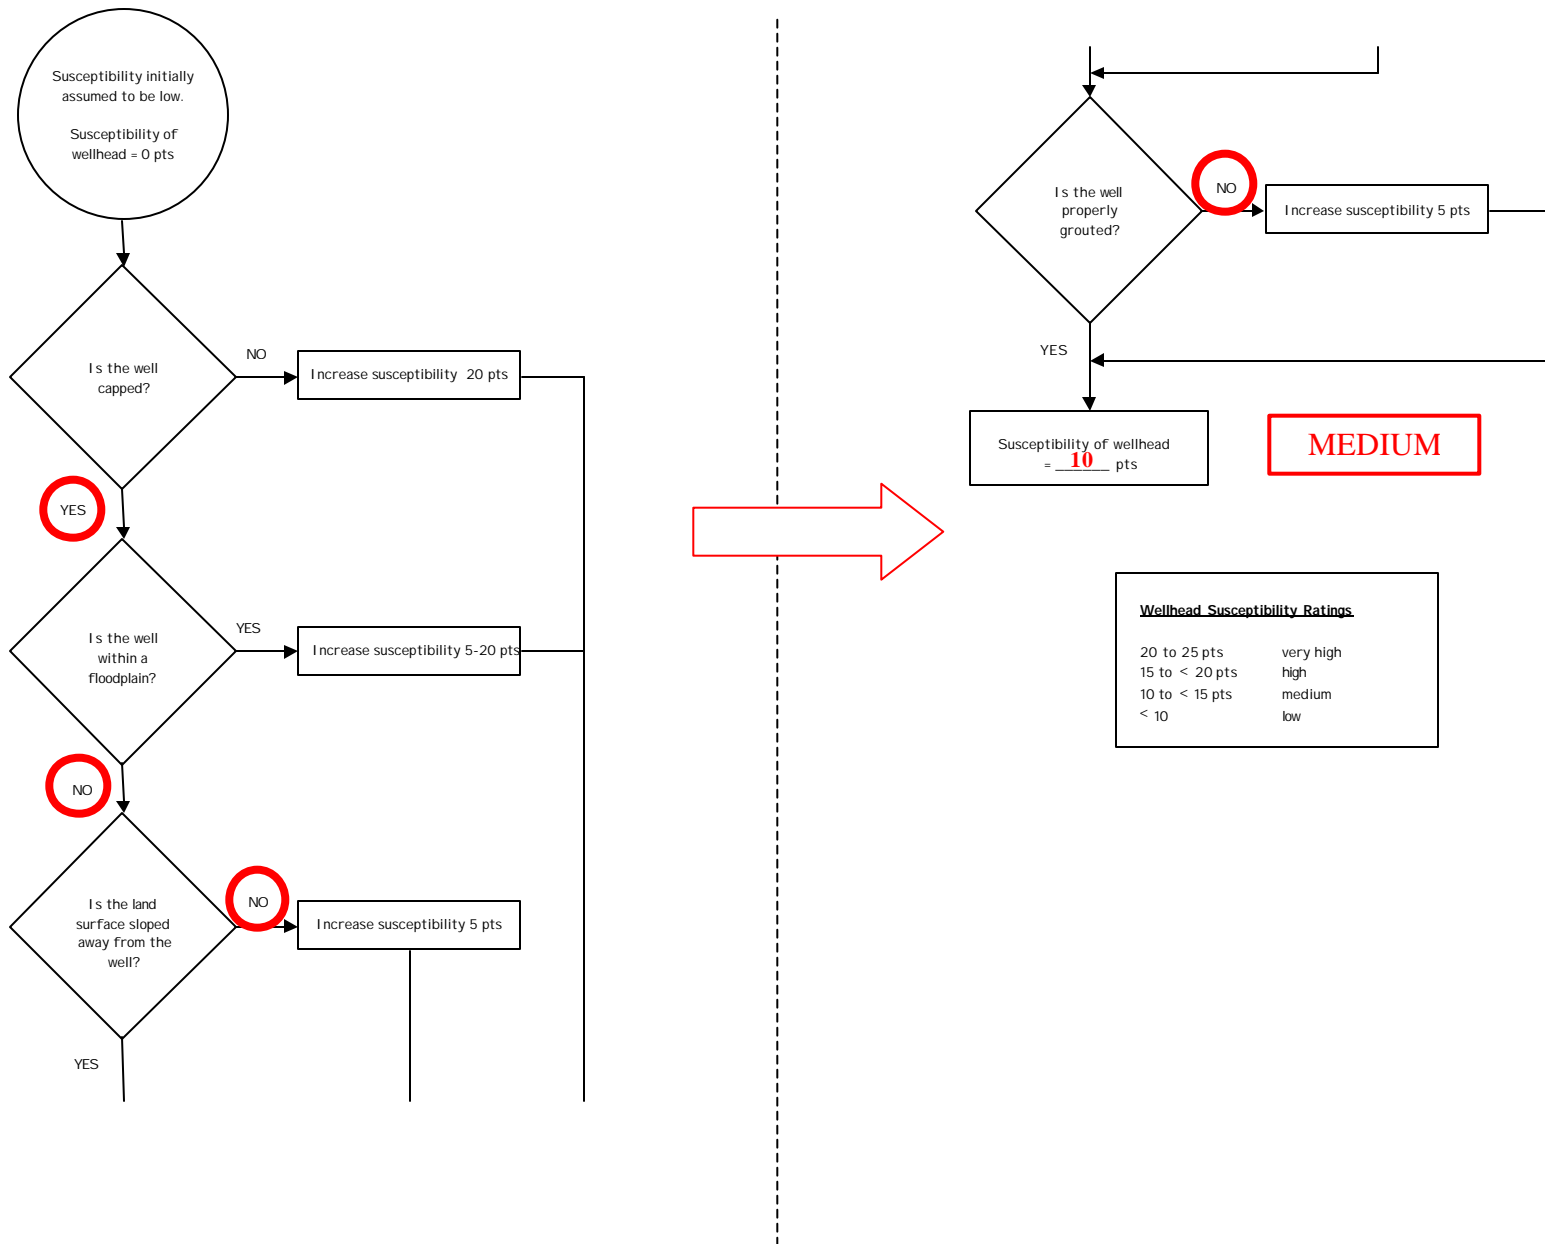 Susceptibility initially
assumed to be low.
Susceptibility of
wellhead = 0 pts
Is the well
capped?
NO
Increase susceptibility 20 pts
YES
Is the well
within a
floodplain?
YES
Increase susceptibility 5-20 pts
NO
Is the land
surface sloped
away from the
well?
NO
Increase susceptibility 5 pts
YES
Is the well
properly
grouted?
NO
Increase susceptibility 5 pts
YES
Susceptibility of wellhead
= __10__ pts
MEDIUM
Wellhead Susceptibility Ratings
20 to 25 pts very high
15 to < 20 pts high
10 to < 15 pts medium
< 10 low